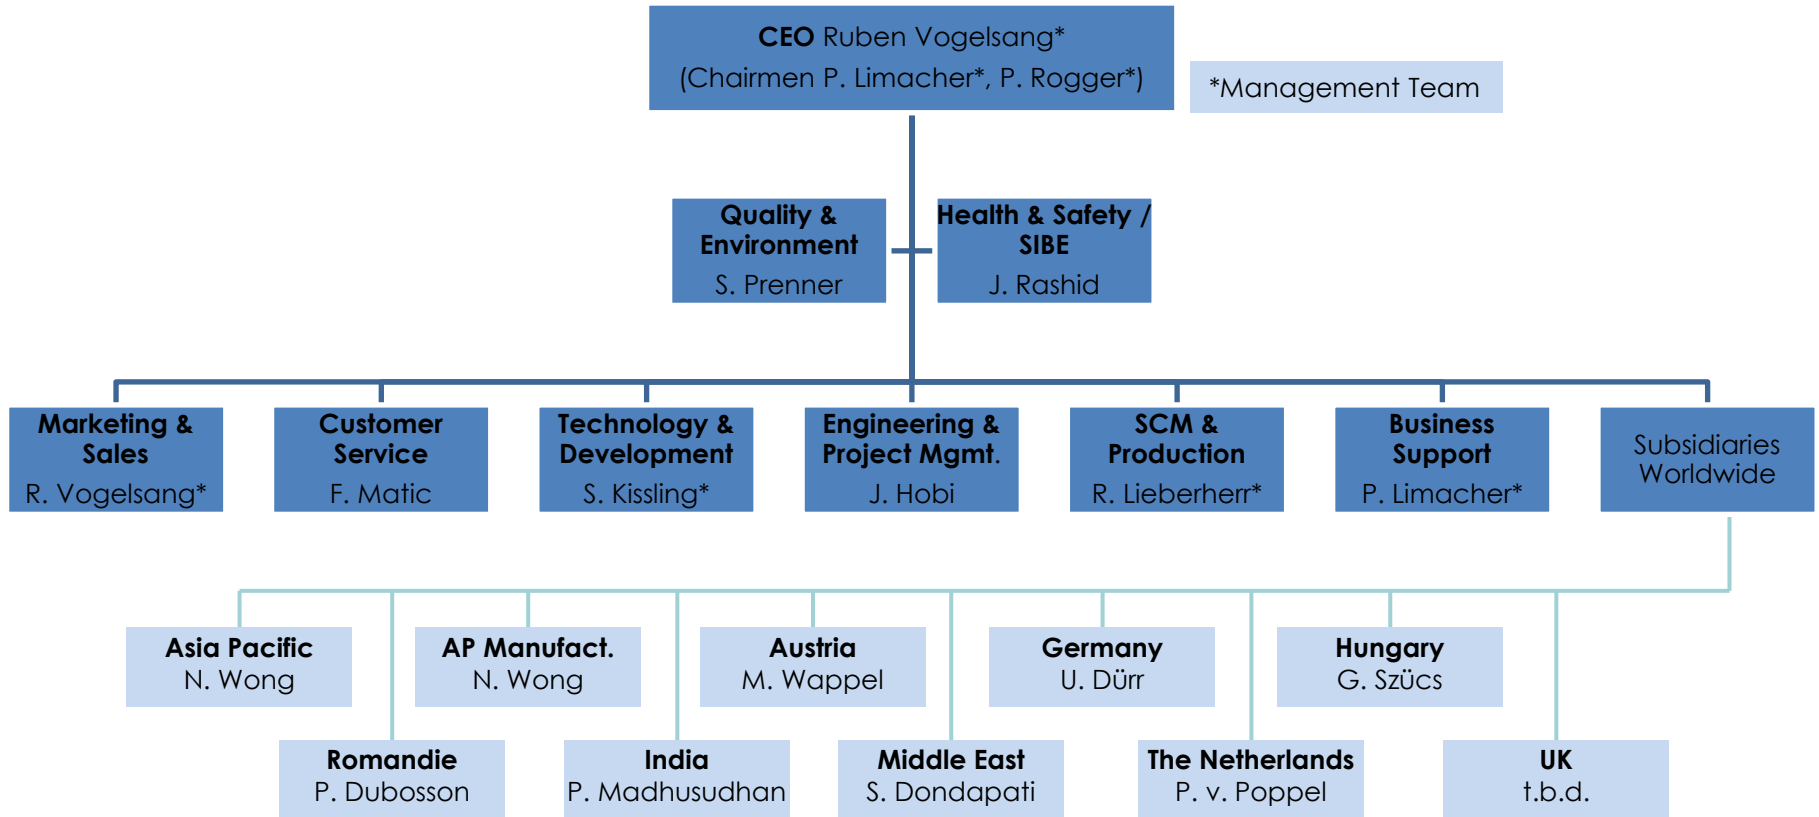 CEO Ruben Vogelsang*
(Chairmen P. Limacher*, P. Rogger*)
*Management Team
Quality &
Environment
S. Prenner
Health & Safety /
SIBE
J. Rashid
Marketing &
Sales
R. Vogelsang*
Customer
Service
F. Matic
Technology &
Development
S. Kissling*
Engineering &
Project Mgmt.
J. Hobi
SCM &
Production
R. Lieberherr*
Business
Support
P. Limacher*
Subsidiaries
Worldwide
Asia Pacific
N. Wong
AP Manufact.
N. Wong
Austria
M. Wappel
Germany
U. Dürr
Hungary
G. Szücs
Romandie
P. Dubosson
India
P. Madhusudhan
Middle East
S. Dondapati
The Netherlands
P. v. Poppel
UK
t.b.d.